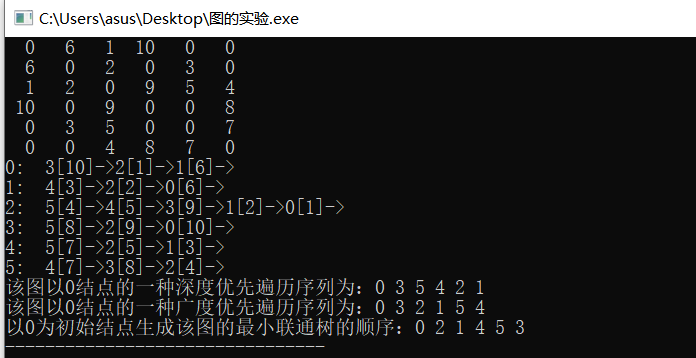 C:\Users\asus\Desktop\图的实验.exe
0 6 1 10 0 0
6 0 2 0 3 0
1 2 0 9 5 4
10 0 9 0 0 8
0 3 5 0 0 7
0 0 4 8 7 0
0: 3[10]->2[1]->1[6]->
1: 4[3]->2[2]->0[6]->
2: 5[4]->4[5]->3[9]->1[2]->0[1]->
3: 5[8]->2[9]->0[10]->
4: 5[7]->2[5]->1[3]->
5: 4[7]->3[8]->2[4]->
该图以0结点的一种深度优先遍历序列为：0 3 5 4 2 1
该图以0结点的一种广度优先遍历序列为：0 3 2 1 5 4
以0为初始结点生成该图的最小联通树的顺序：0 2 1 4 5 3
--------------------------------